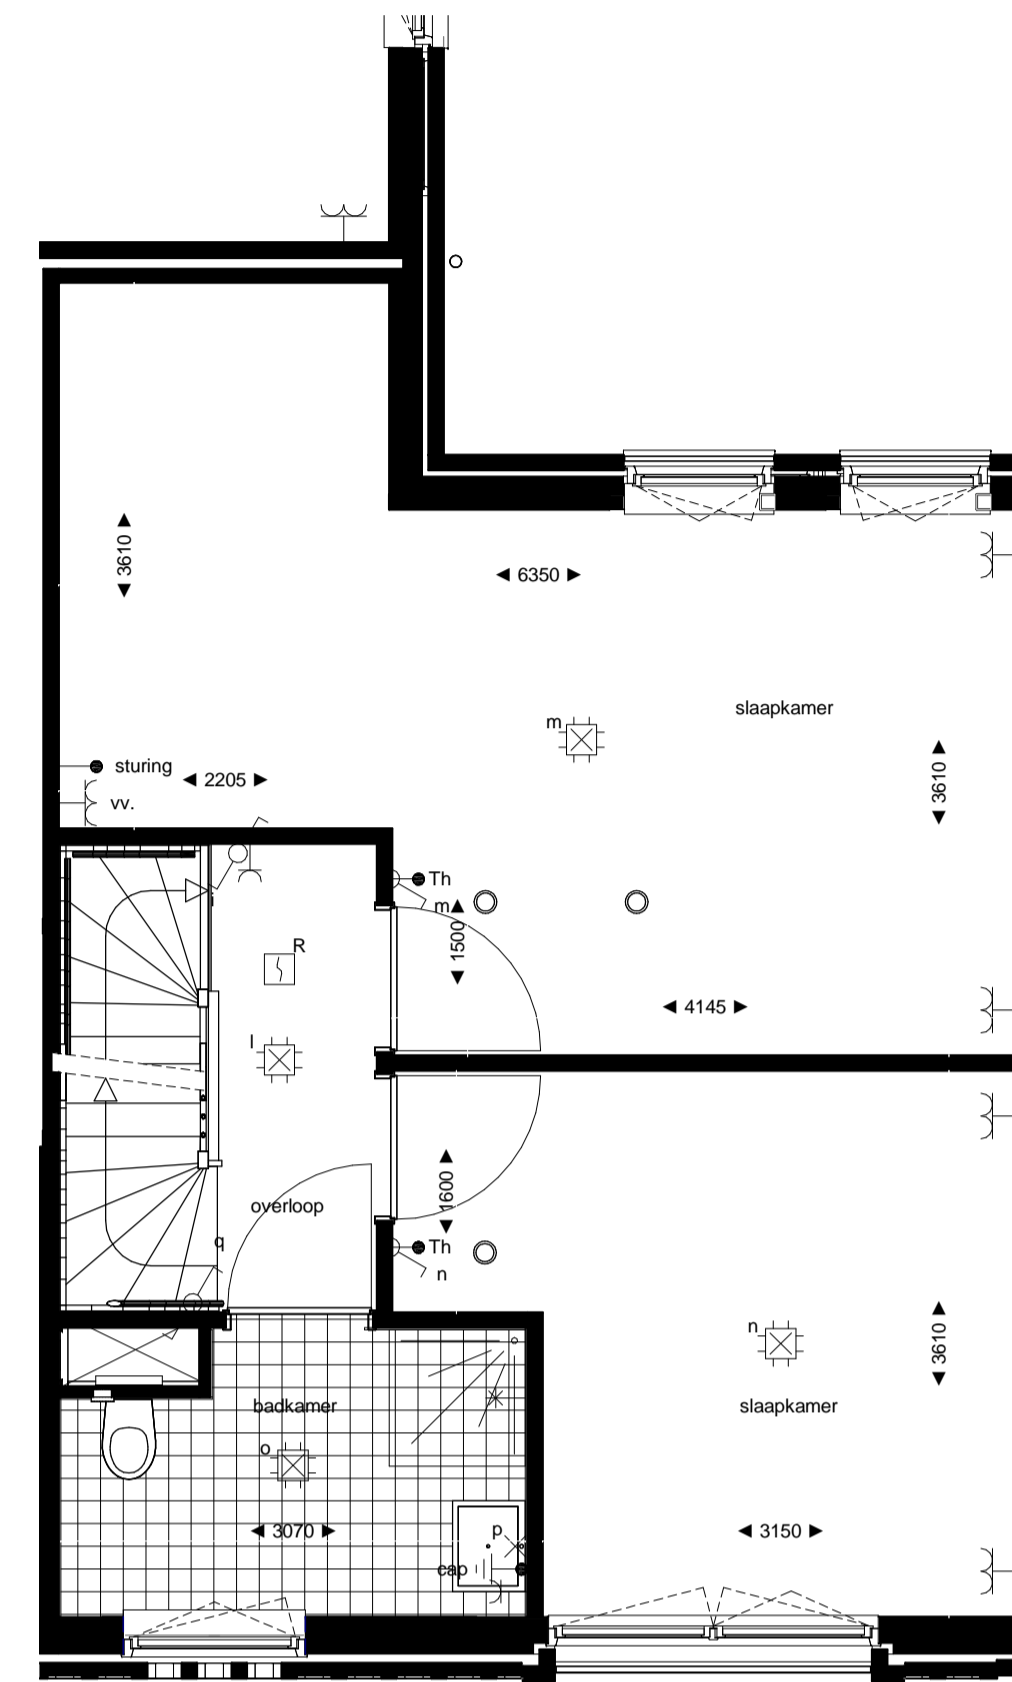 3610
6350
slaapkamer
m
3610
sturing
2205
vv.
Th
m
1500
R
4145
l
1600
overloop
q
Th
n
n
3610
badkamer
slaapkamer
o
3070
p
3150
cap